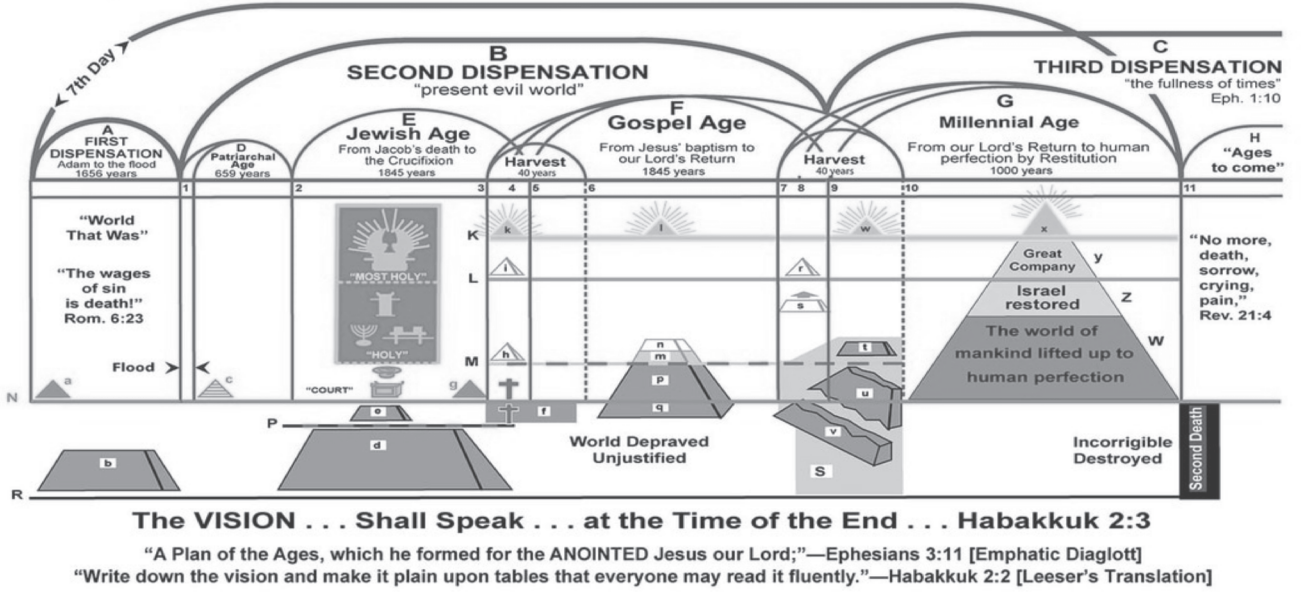 7th Day
A
FIRST
DISPENSATION
Adam to the flood
1656 years
B
SECOND DISPENSATION
"present evil world"
C
THIRD DISPENSATION
"the fullness of times"
Eph. 1:10
D
Patriarchal
Age
659 years
E
Jewish Age
From Jacob's death to
the Crucifixion
1845 years
Harvest
40 years
F
Gospel Age
From Jesus' baptism to
our Lord's Return
1845 years
Harvest
40 years
G
Millennial Age
From our Lord's Return to human
perfection by Restitution
1000 years
H
"Ages
to come"
1 2 3 4 5 6 7 8 9 10 11
"World
That Was"
"The wages
of sin
is death!"
Rom. 6:23
Flood
a
b
c
"MOST HOLY"
"HOLY"
"COURT"
e
d
g
K
L
M
N
P
R
k
i
h
f
l
n
m
p
q
World Depraved
Unjustified
r
s
w
t
u
v
S
x
Great
Company
y
Israel
restored
Z
The world of
mankind lifted up to
human perfection
W
Incorrigible
Destroyed
Second Death
"No more,
death,
sorrow,
crying,
pain,"
Rev. 21:4
The VISION . . . Shall Speak . . . at the Time of the End . . . Habakkuk 2:3
"A Plan of the Ages, which he formed for the ANOINTED Jesus our Lord;"—Ephesians 3:11 [Emphatic Diaglott]
"Write down the vision and make it plain upon tables that everyone may read it fluently."—Habakkuk 2:2 [Leeser's Translation]